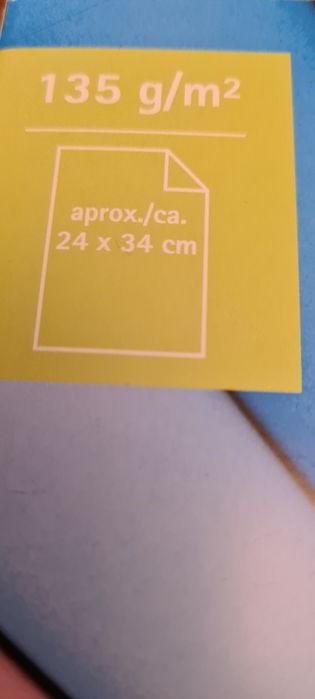 135 g/m²
aprox./ca.
24 x 34 cm